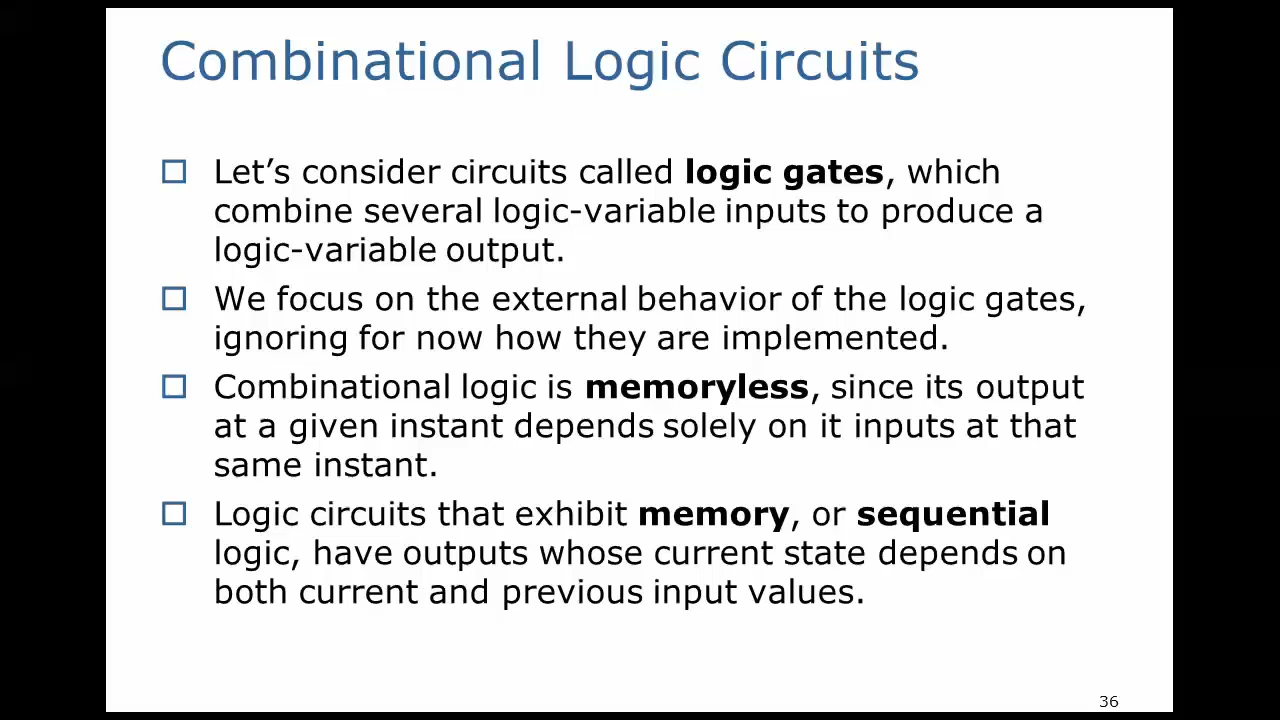 Combinational Logic Circuits
Let’s consider circuits called logic gates, which
combine several logic-variable inputs to produce a
logic-variable output.
We focus on the external behavior of the logic gates,
ignoring for now how they are implemented.
Combinational logic is memoryless, since its output
at a given instant depends solely on it inputs at that
same instant.
Logic circuits that exhibit memory, or sequential
logic, have outputs whose current state depends on
both current and previous input values.
36